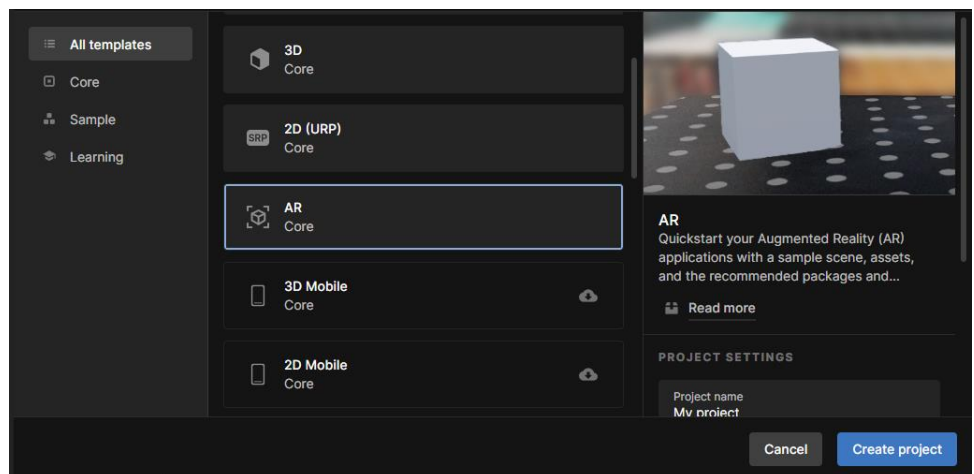 All templates
Core
Sample
Learning
3D
Core
SRP
2D (URP)
Core
AR
Core
3D Mobile
Core
2D Mobile
Core
AR
Quickstart your Augmented Reality (AR)
applications with a sample scene, assets,
and the recommended packages and...
Read more
PROJECT SETTINGS
Project name
My project
Cancel
Create project